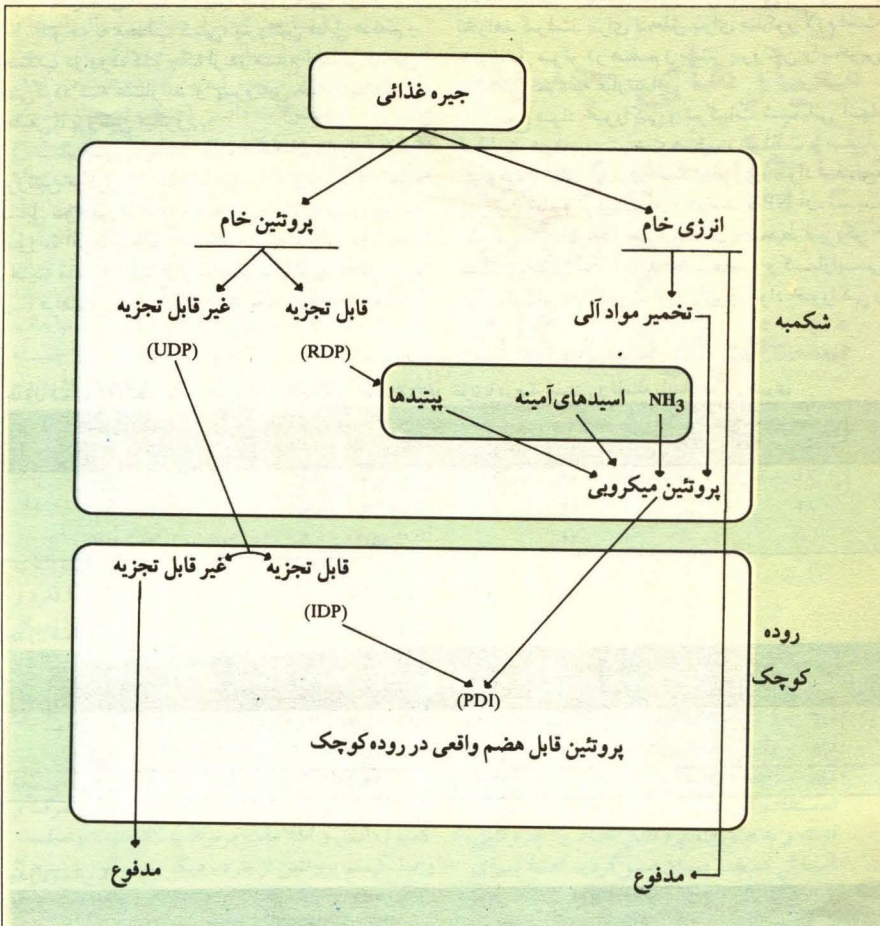 جیره غذائی
پروتئین خام
انرژی خام
غیر قابل تجزیه
قابل تجزیه
تخمیر مواد آلی
شکمبه
(UDP)
(RDP)
NH3
اسیدهای آمینه
پپتیدها
پروتئین میکروبی
قابل تجزیه
غیر قابل تجزیه
(IDP)
روده
کوچک
(PDI)
پروتئین قابل هضم واقعی در روده کوچک
مدفوع
مدفوع